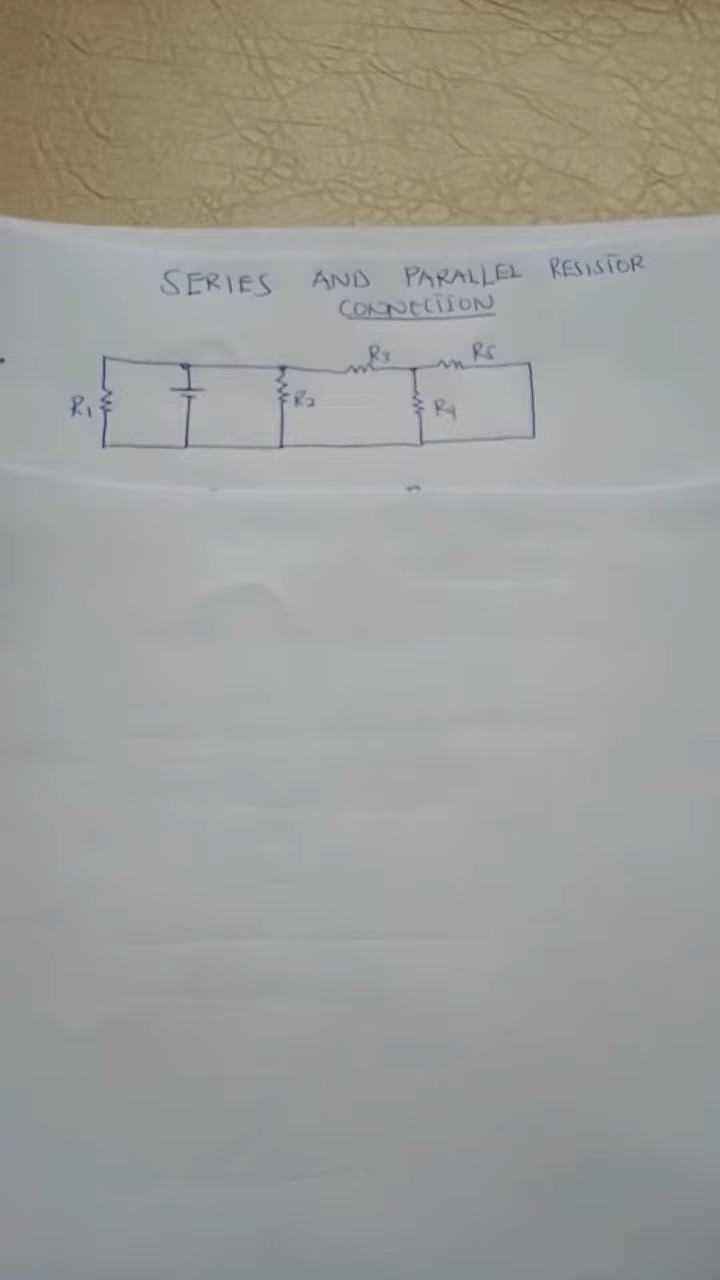 SERIES AND PARALLEL RESISTOR
CONNECTION
R3
R5
R1
R2
R4